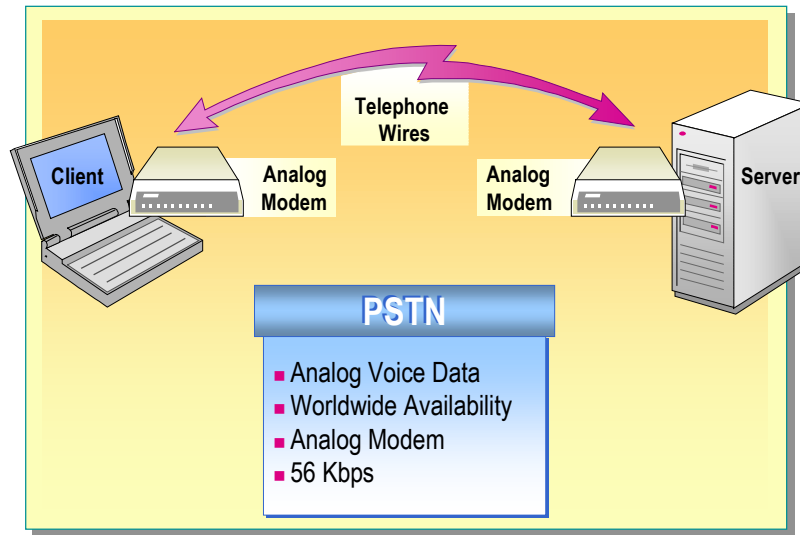 Telephone
Wires
Client
Analog
Modem
Analog
Modem
Server
PSTN
Analog Voice Data
Worldwide Availability
Analog Modem
56 Kbps